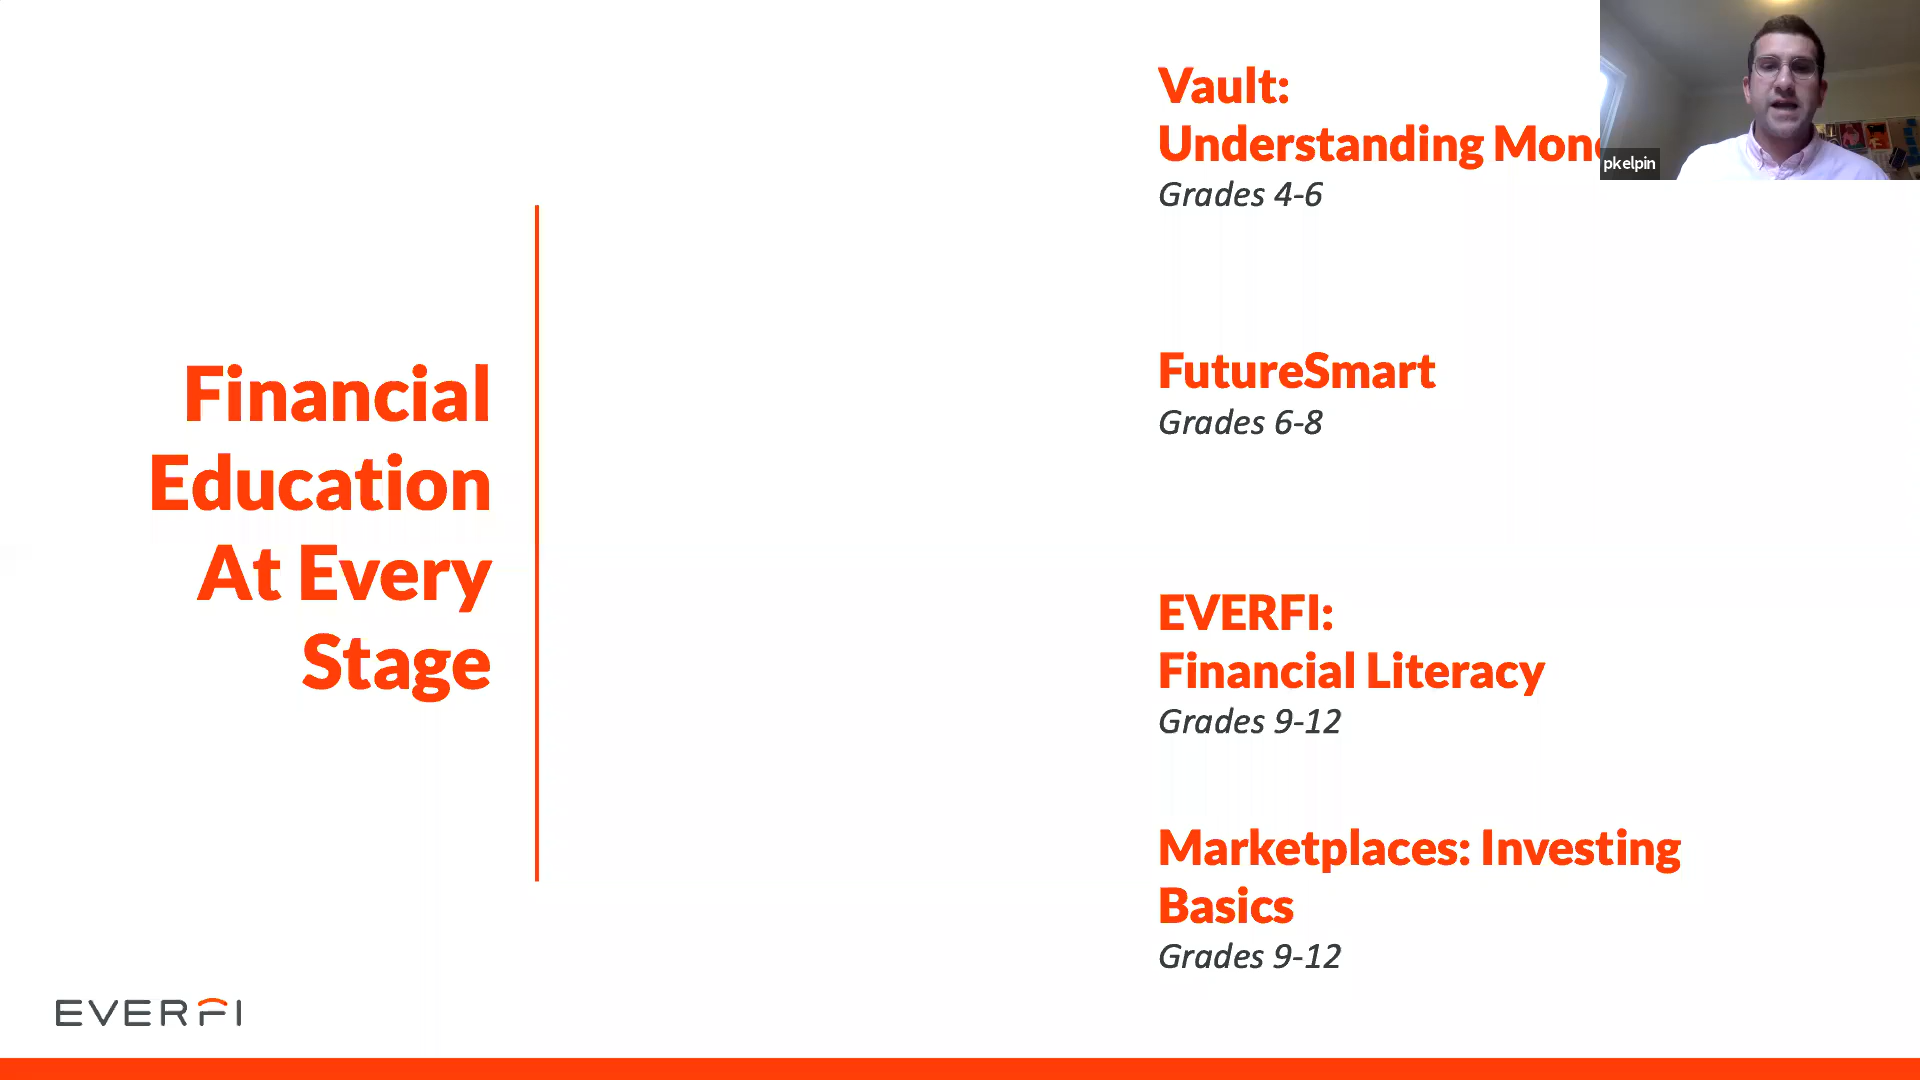 Financial
Education
At Every
Stage
Vault:
Understanding
Grades 4-6
FutureSmart
Grades 6-8
EVERFI:
Financial Literacy
Grades 9-12
Marketplaces: Investing
Basics
Grades 9-12
pkelpin
EVERFI